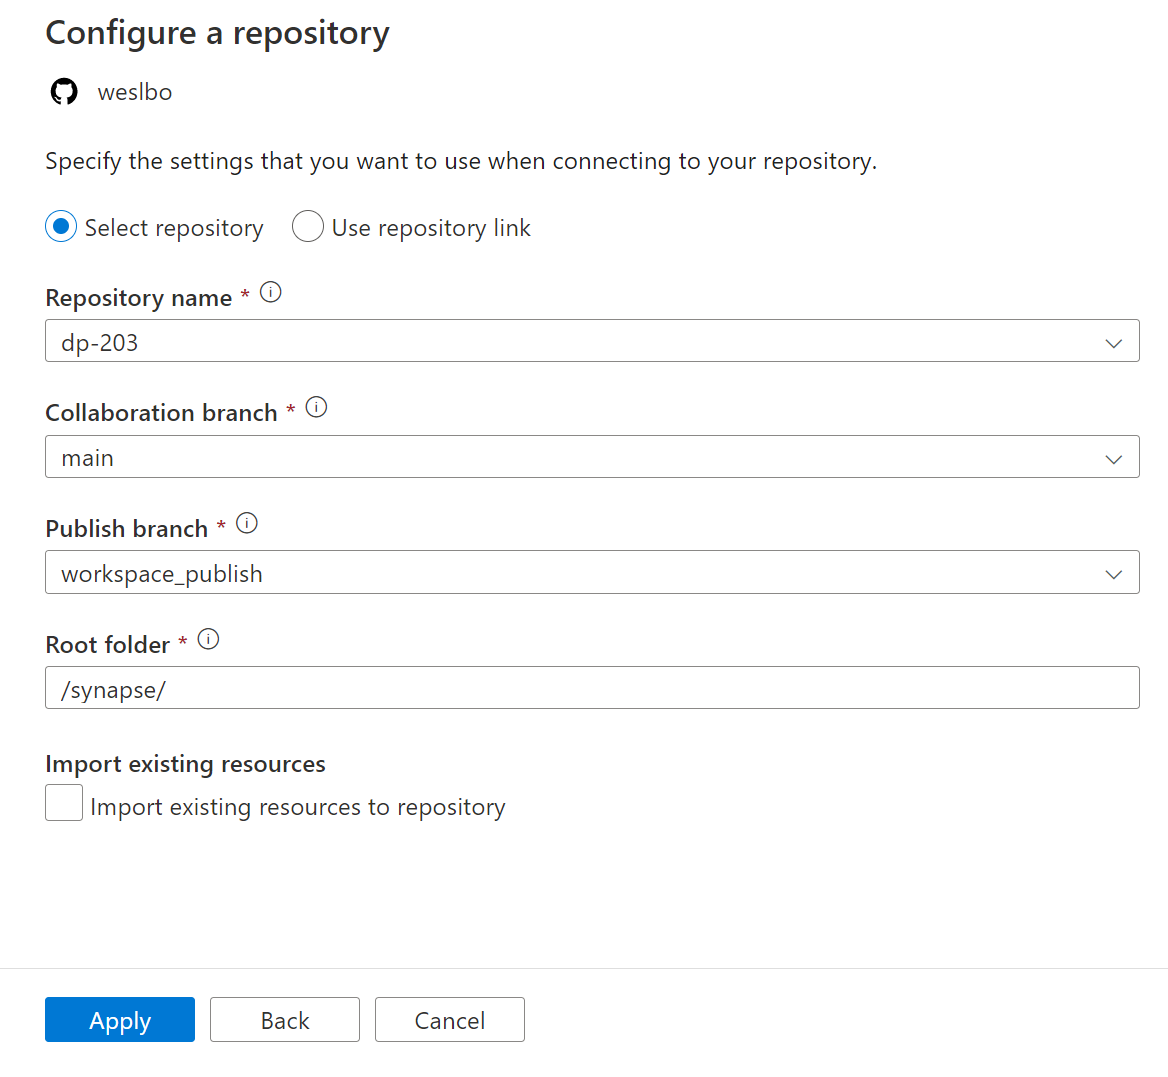 Configure a repository
weslbo
Specify the settings that you want to use when connecting to your repository.
Select repository Use repository link
Repository name *
dp-203
Collaboration branch *
main
Publish branch *
workspace_publish
Root folder *
/synapse/
Import existing resources
Import existing resources to repository
Apply Back Cancel